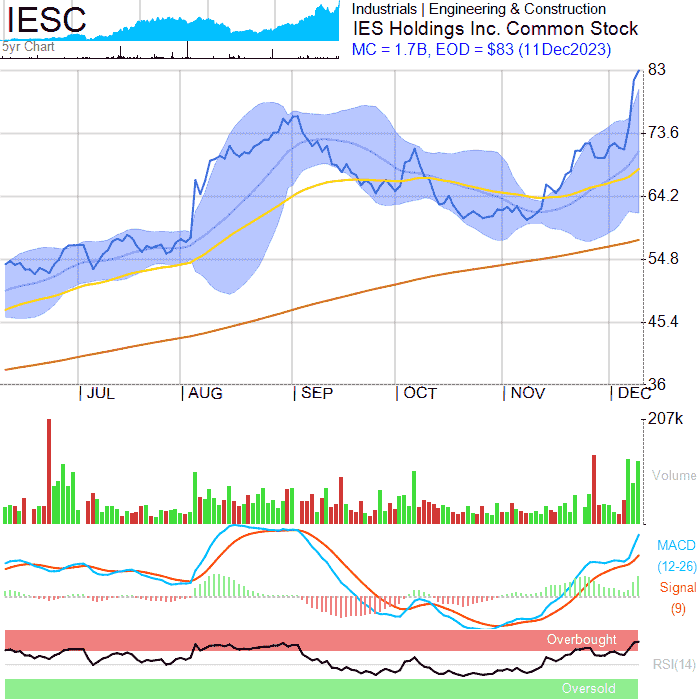 IESC
5yr Chart
Industrials | Engineering & Construction
IES Holdings Inc. Common Stock
MC = 1.7B, EOD = $83 (11Dec2023)
83
73.6
64.2
54.8
45.4
36
JUL
AUG
SEP
OCT
NOV
DEC
207k
Volume
MACD
(12-26)
Signal
(9)
Overbought
RSI(14)
Oversold